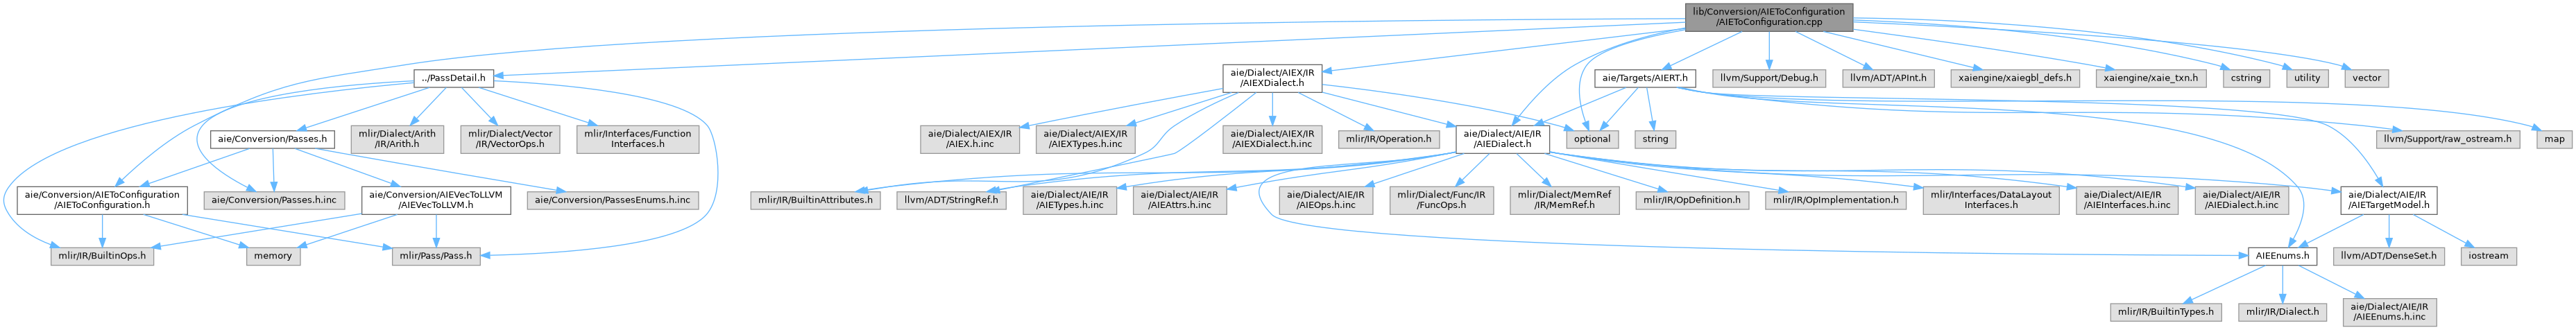 lib/Conversion/AIEToConfiguration
/AIEToConfiguration.cpp
../PassDetail.h
aie/Dialect/AIEX/IR
/AIEXDialect.h
aie/Targets/AIERT.h
llvm/Support/Debug.h
llvm/ADT/APInt.h
xaiengine/xaiegbl_defs.h
xaiengine/xaie_txn.h
cstring
utility
vector
aie/Conversion/Passes.h
mlir/Dialect/Arith
/IR/Arith.h
mlir/Dialect/Vector
/IR/VectorOps.h
mlir/Interfaces/Function
Interfaces.h
aie/Dialect/AIEX/IR
/AIEX.h.inc
aie/Dialect/AIEX/IR
/AIEXTypes.h.inc
aie/Dialect/AIEX/IR
/AIEXDialect.h.inc
mlir/IR/Operation.h
aie/Dialect/AIE/IR
/AIEDialect.h
optional
string
llvm/Support/raw_ostream.h
map
aie/Conversion/AIEToConfiguration
/AIEToConfiguration.h
aie/Conversion/Passes.h.inc
aie/Conversion/AIEVecToLLVM
/AIEVecToLLVM.h
aie/Conversion/PassesEnums.h.inc
mlir/IR/BuiltinAttributes.h
llvm/ADT/StringRef.h
aie/Dialect/AIE/IR
/AIETypes.h.inc
aie/Dialect/AIE/IR
/AIEAttrs.h.inc
aie/Dialect/AIE/IR
/AIEOps.h.inc
mlir/Dialect/Func/IR
/FuncOps.h
mlir/Dialect/MemRef
/IR/MemRef.h
mlir/IR/OpDefinition.h
mlir/IR/OpImplementation.h
mlir/Interfaces/DataLayout
Interfaces.h
aie/Dialect/AIE/IR
/AIEInterfaces.h.inc
aie/Dialect/AIE/IR
/AIEDialect.h.inc
aie/Dialect/AIE/IR
/AIETargetModel.h
mlir/IR/BuiltinOps.h
memory
mlir/Pass/Pass.h
AIEEnums.h
llvm/ADT/DenseSet.h
iostream
mlir/IR/BuiltinTypes.h
mlir/IR/Dialect.h
aie/Dialect/AIE/IR
/AIEEnums.h.inc